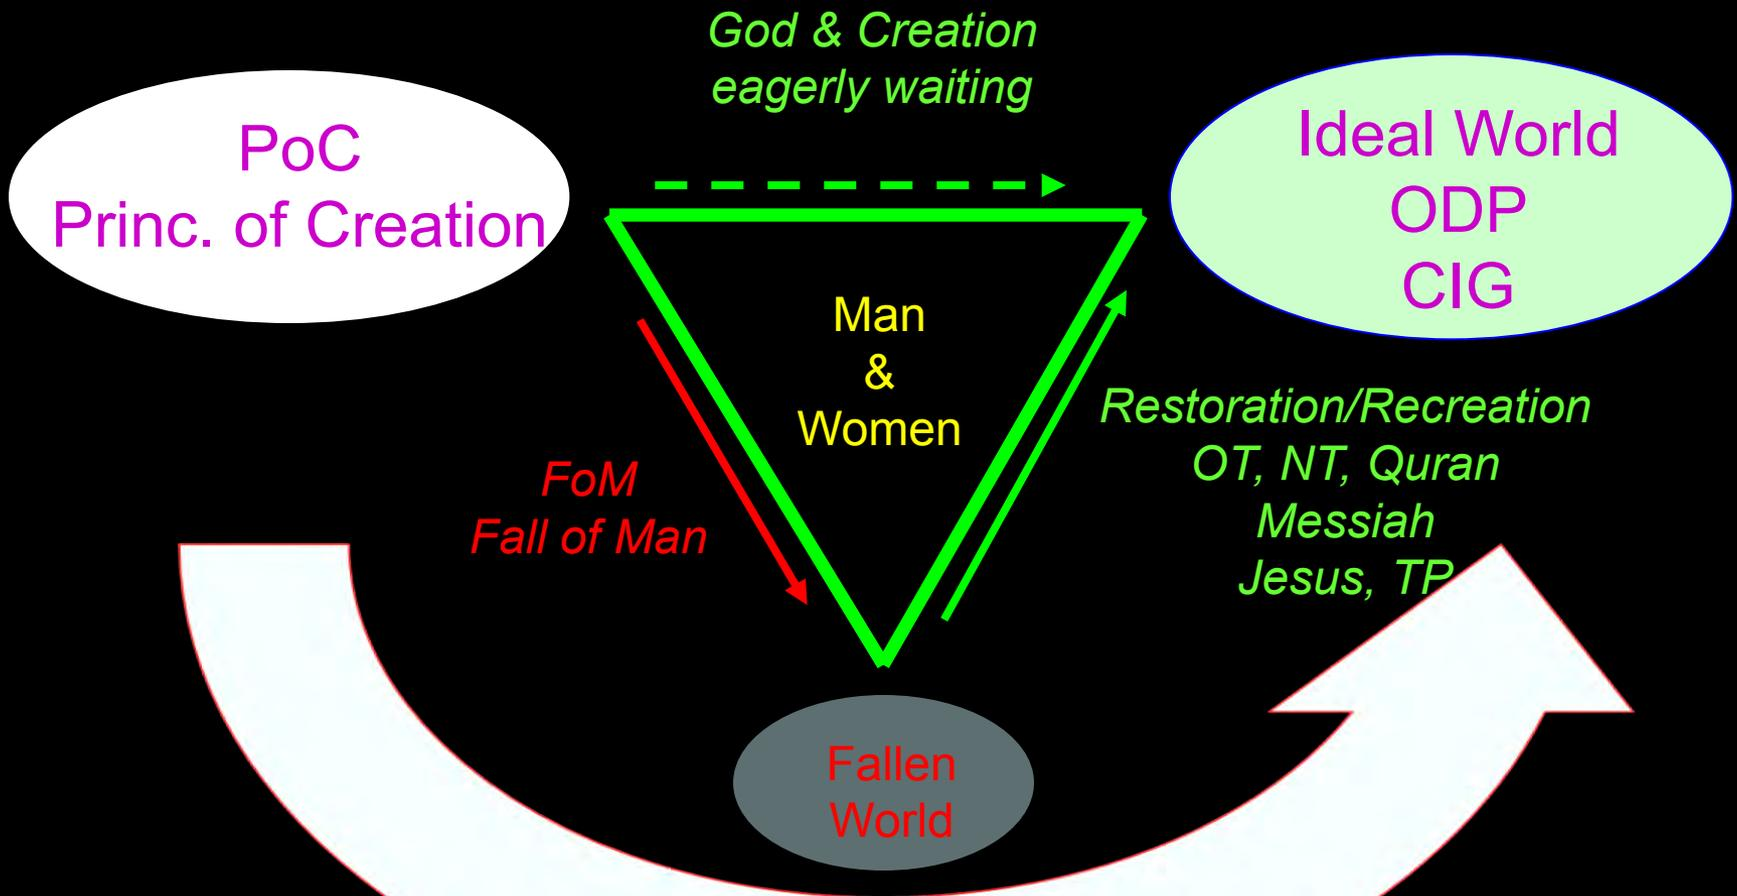 God & Creation
eagerly waiting
PoC
Princ. of Creation
Ideal World
ODP
CIG
Man
&
Women
Restoration/Recreation
OT, NT, Quran
Messiah
Jesus, TP
FoM
Fall of Man
Fallen
World